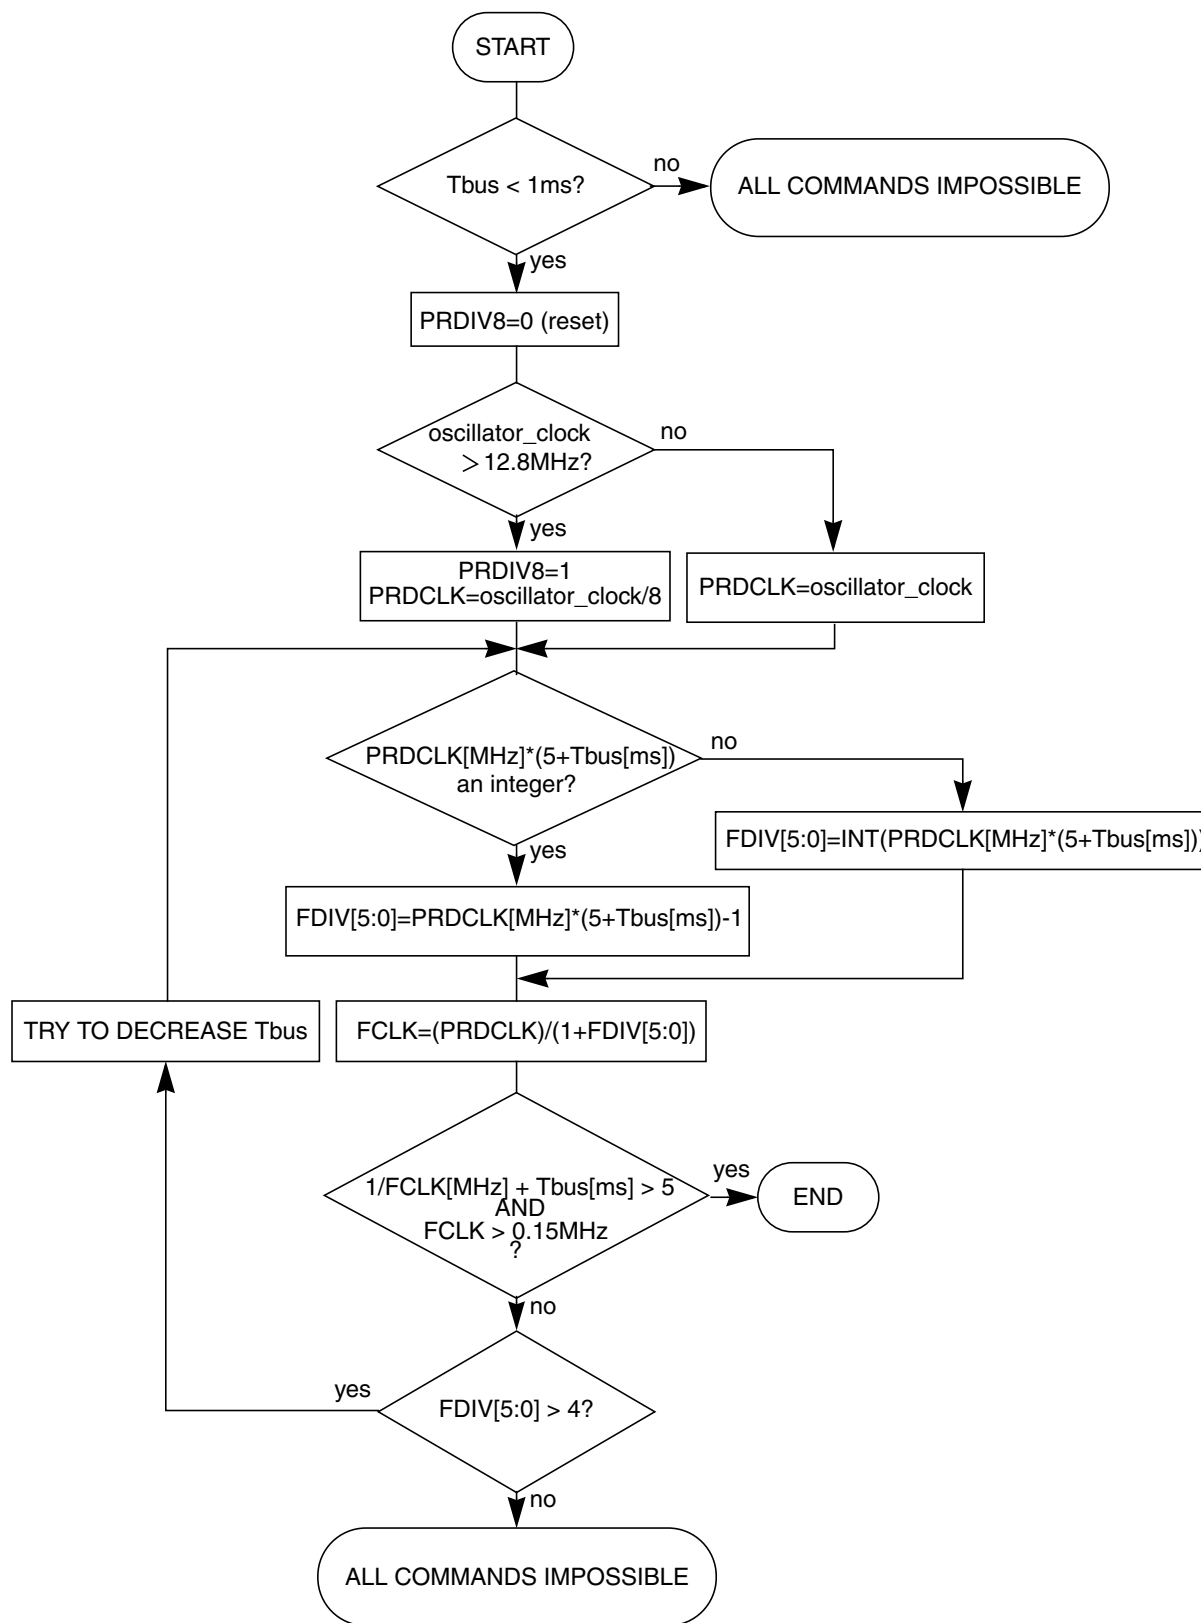 START
Tbus < 1ms?
no
ALL COMMANDS IMPOSSIBLE
yes
PRDIV8=0 (reset)
oscillator_clock
> 12.8MHz?
no
yes
PRDIV8=1
PRDCLK=oscillator_clock/8
PRDCLK=oscillator_clock
PRDCLK[MHz]*(5+Tbus[ms])
an integer?
no
yes
FDIV[5:0]=INT(PRDCLK[MHz]*(5+Tbus[ms]))
FDIV[5:0]=PRDCLK[MHz]*(5+Tbus[ms])-1
TRY TO DECREASE Tbus
FCLK=(PRDCLK)/(1+FDIV[5:0])
1/FCLK[MHz] + Tbus[ms] > 5
AND
FCLK > 0.15MHz
?
yes
END
no
yes
FDIV[5:0] > 4?
no
ALL COMMANDS IMPOSSIBLE